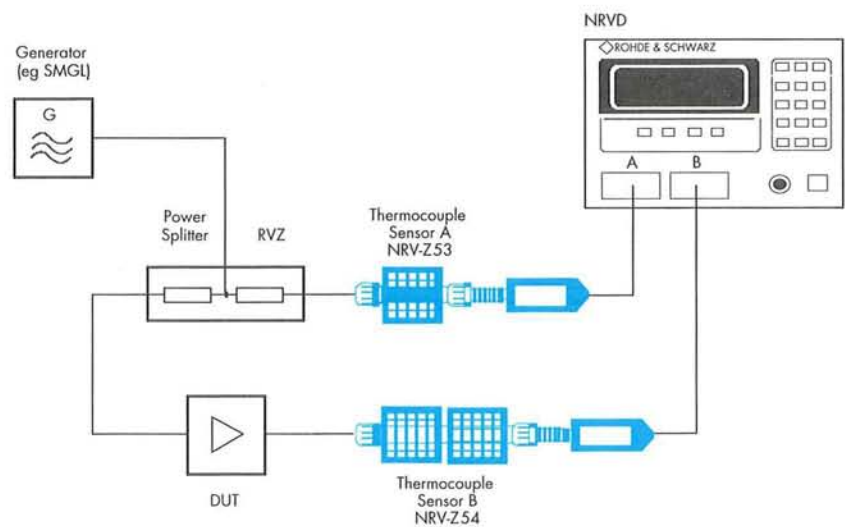 NRVD
Generator
(eg SMGL)
ROHDE & SCHWARZ
G
A B
Power
Splitter
RVZ
Thermocouple
Sensor A
NRV-Z53
DUT
Thermocouple
Sensor B
NRV-Z54